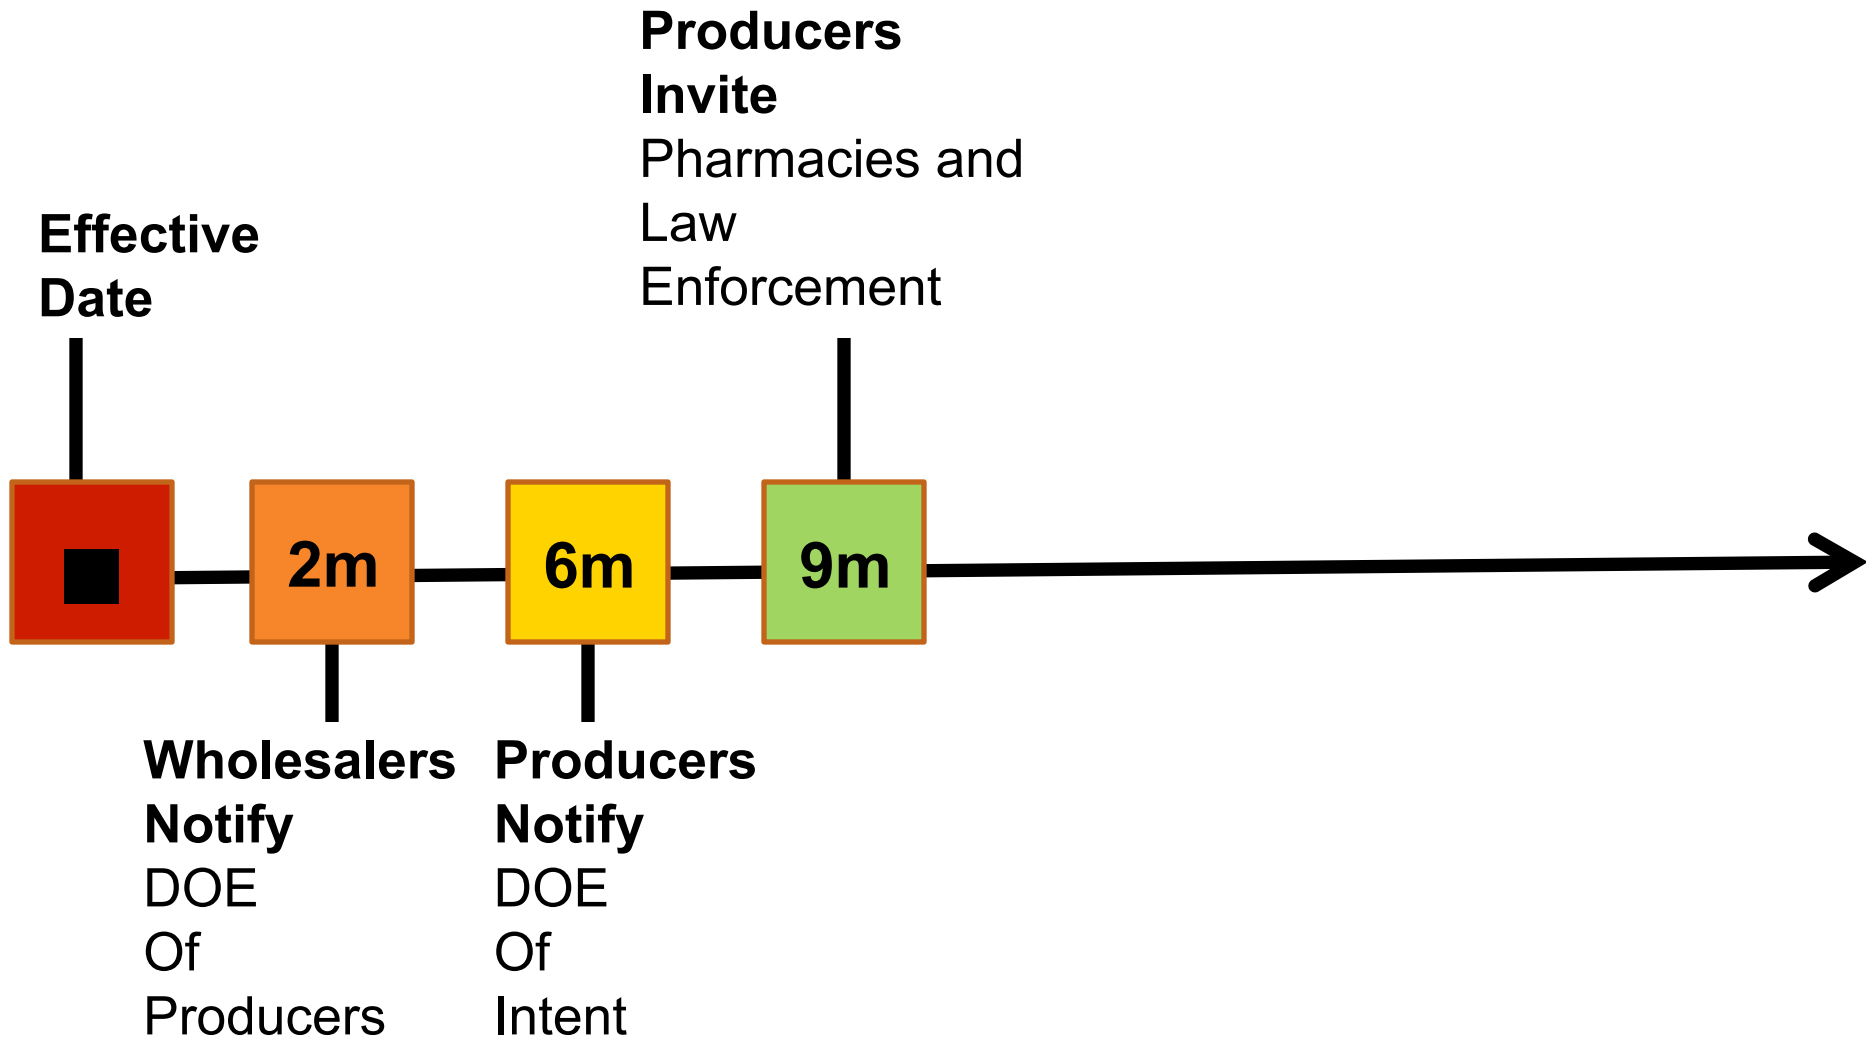 Producers
Invite
Pharmacies and
Law
Enforcement
Effective
Date
2m
6m
9m
Wholesalers
Notify
DOE
Of
Producers
Producers
Notify
DOE
Of
Intent